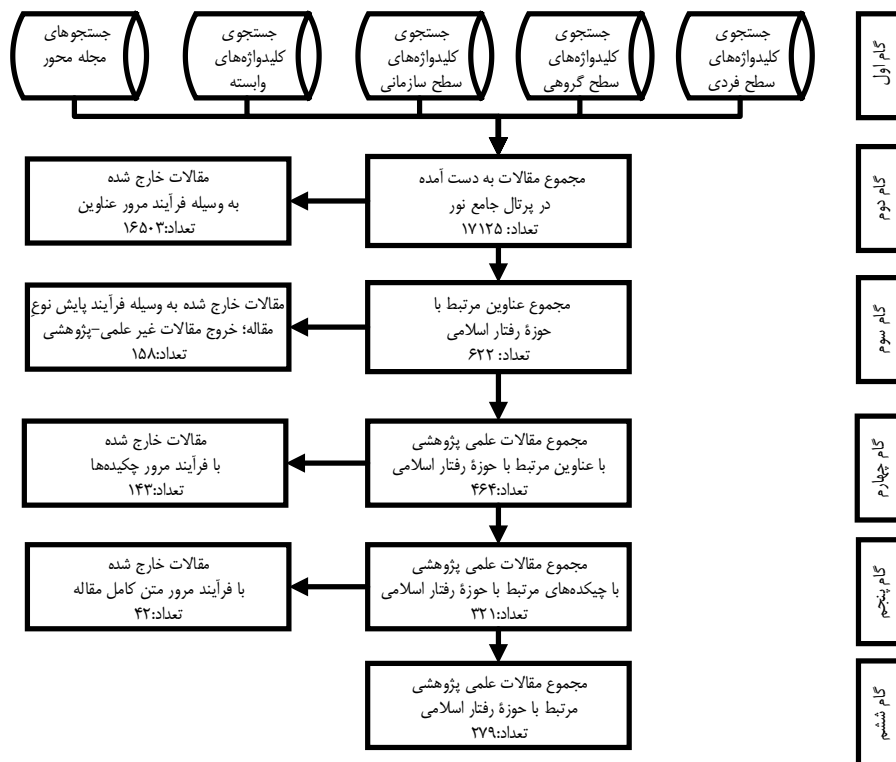 گام اول
جستجوی
کلیدواژه‌های
سطح فردی
جستجوی
کلیدواژه‌های
سطح گروهی
جستجوی
کلیدواژه‌های
سطح سازمانی
جستجوی
کلیدواژه‌های
وابسته
جستجوهای
مجله محور
گام دوم
مجموع مقالات به دست آمده
در پرتال جامع نور
تعداد: ۱۷۱۲۵
مقالات خارج شده
به وسیله فرآیند مرور عناوین
تعداد:۱۶۵۰۳
گام سوم
مجموع عناوین مرتبط با
حوزۀ رفتار اسلامی
تعداد: ۶۲۲
مقالات خارج شده به وسیله فرآیند پایش نوعِ
مقاله؛ خروج مقالات غیر علمی-پژوهشی
تعداد:۱۵۸
گام چهارم
مجموع مقالات علمی پژوهشی
با عناوین مرتبط با حوزۀ رفتار اسلامی
تعداد:۴۶۴
مقالات خارج شده
با فرآیند مرور چکیده‌ها
تعداد:۱۴۳
گام پنجم
مجموع مقالات علمی پژوهشی
با چکیده‌های مرتبط با حوزۀ رفتار اسلامی
تعداد:۳۲۱
مقالات خارج شده
با فرآیند مرور متن کامل مقاله
تعداد:۴۲
گام ششم
مجموع مقالات علمی پژوهشی
مرتبط با حوزۀ رفتار اسلامی
تعداد:۲۷۹